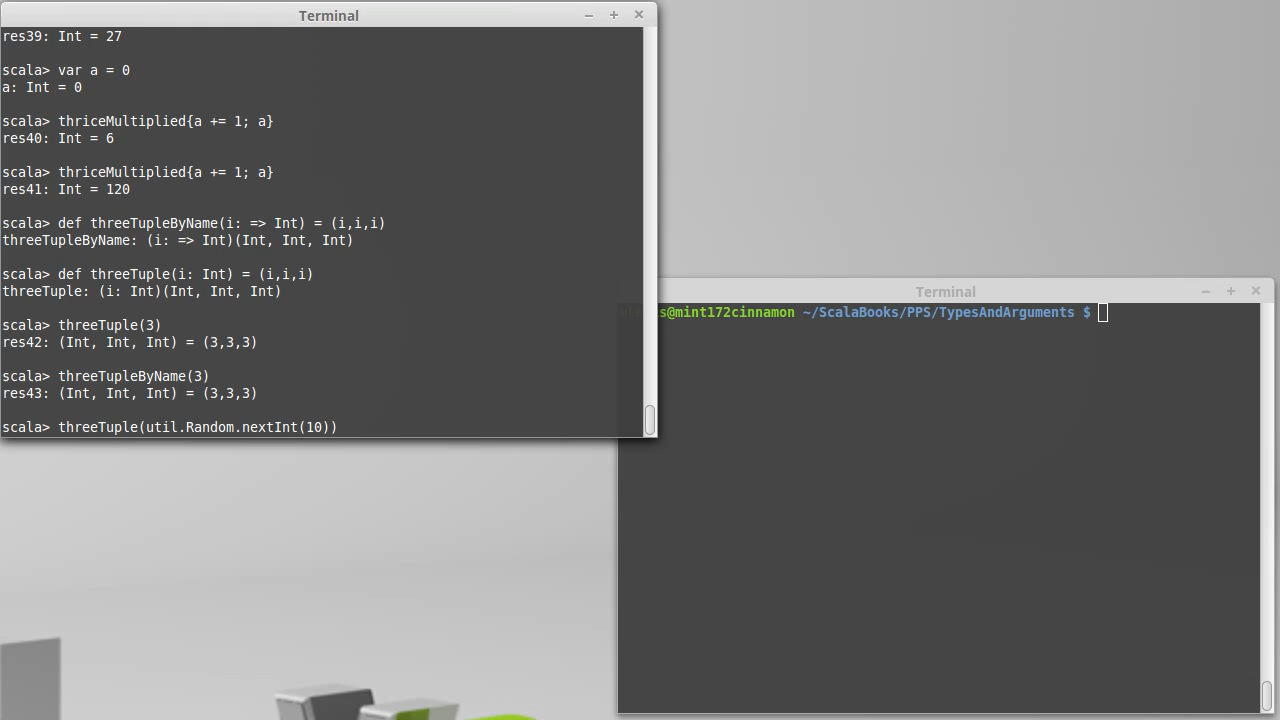 Terminal
res39: Int = 27
scala> var a = 0
a: Int = 0
scala> thriceMultiplied{a += 1; a}
res40: Int = 6
scala> thriceMultiplied{a += 1; a}
res41: Int = 120
scala> def threeTupleByName(i: => Int) = (i,i,i)
threeTupleByName: (i: => Int)(Int, Int, Int)
scala> def threeTuple(i: Int) = (i,i,i)
threeTuple: (i: Int)(Int, Int, Int)
scala> threeTuple(3)
res42: (Int, Int, Int) = (3,3,3)
scala> threeTupleByName(3)
res43: (Int, Int, Int) = (3,3,3)
scala> threeTuple(util.Random.nextInt(10))
Terminal
s@mint172cinnamon ~/ScalaBooks/PPS/TypesAndArguments $